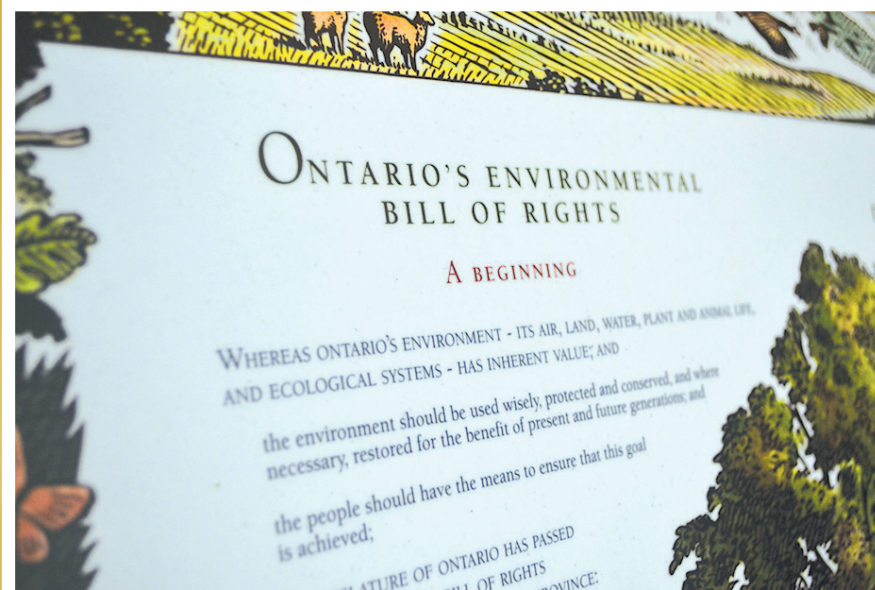 ONTARIO'S ENVIRONMENTAL
BILL OF RIGHTS
A BEGINNING
WHEREAS ONTARIO'S ENVIRONMENT - ITS AIR, LAND, WATER, PLANT AND ANIMAL LIFE,
AND ECOLOGICAL SYSTEMS - HAS INHERENT VALUE; AND
the environment should be used wisely, protected and conserved, and where
necessary, restored for the benefit of present and future generations; and
the people should have the means to ensure that this goal
is achieved;
OF ONTARIO HAS PASSED
OF RIGHTS